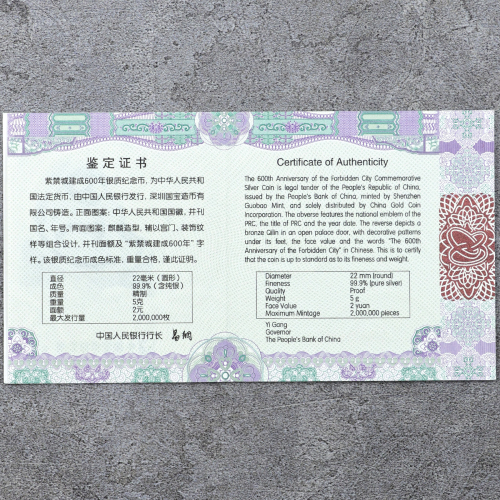 鉴定证书
紫禁城建成600年银质纪念币，为中华人民共和
国法定货币，由中国人民银行发行，深圳国宝造币有
限公司铸造。正面图案：中华人民共和国国徽，并刊
国名、年号。背面图案：麒麟造型，辅以宫门、装饰纹
样等组合设计，并刊面额及“紫禁城建成600年”字
样。该银质纪念币成色标准，重量合格，谨此证明。
直径 22毫米（圆形）
成色 99.9%（含纯银）
质量 精制
重量 5克
面额 2元
最大发行量 2,000,000枚
中国人民银行行长
Certificate of Authenticity
The 600th Anniversary of the Forbidden City Commemorative
Silver Coin is legal tender of the People's Republic of China,
issued by the People's Bank of China, minted by Shenzhen
Guobao Mint, and solely distributed by China Gold Coin
Incorporation. The obverse features the national emblem of the
PRC, the title of PRC and the year date. The reverse depicts a
bronze Qilin in an open palace door, with decorative patterns
under its feet, the face value and the words "The 600th
Anniversary of the Forbidden City" in Chinese. This is to certify
that the coin is up to standard as to its fineness and weight.
Diameter 22 mm (round)
Fineness 99.9% (pure silver)
Quality Proof
Weight 5 g
Face Value 2 yuan
Maximum Mintage 2,000,000 pieces
Yi Gang
Governor
The People's Bank of China